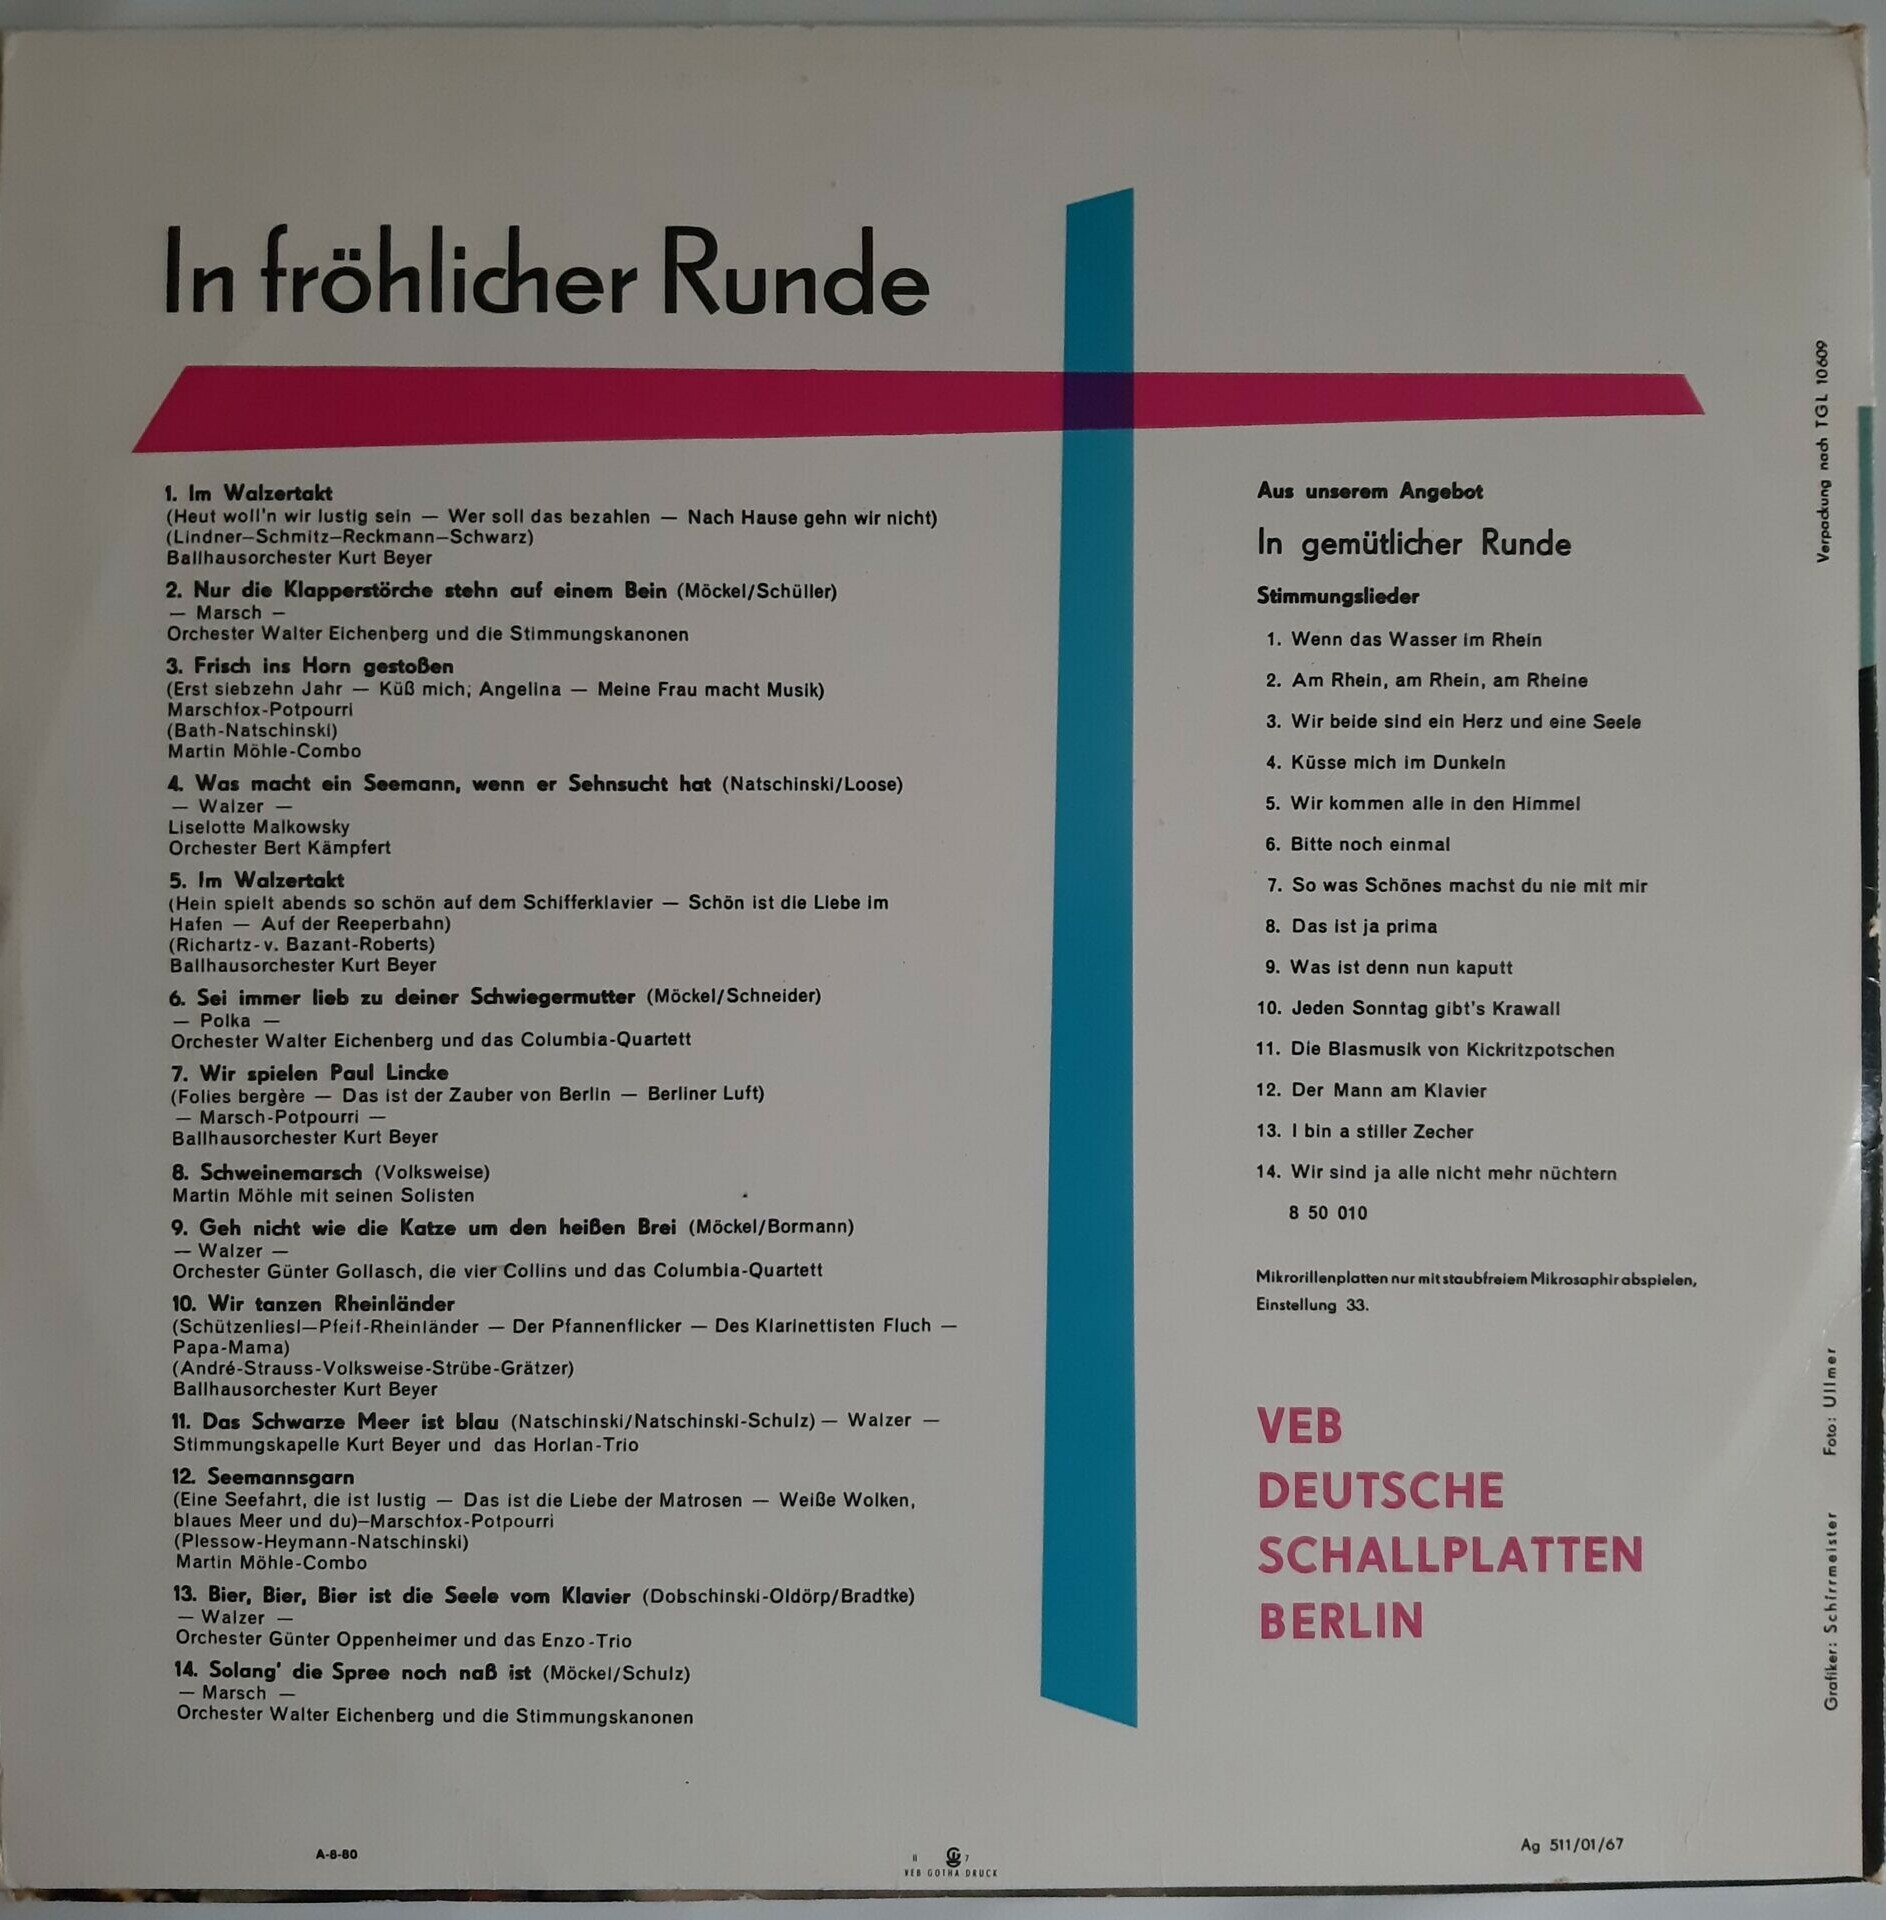 In fröhlicher Runde
1. Im Walzertakt
(Heut woll'n wir lustig sein — Wer soll das bezahlen — Nach Hause gehn wir nicht)
(Lindner—Schmitz—Reckmann—Schwarz)
Ballhausorchester Kurt Beyer
2. Nur die Klapperstörche stehn auf einem Bein (Möckel/Schüller)
— Marsch —
Orchester Walter Eichenberg und die Stimmungskanonen
3. Frisch ins Horn gestoßen
(Erst siebzehn Jahr — Küß mich, Angelina — Meine Frau macht Musik)
Marschfox-Potpourri
(Bath-Natschinski)
Martin Möhle-Combo
4. Was macht ein Seemann, wenn er Sehnsucht hat (Natschinski/Loose)
— Walzer —
Liselotte Malkowsky
Orchester Bert Kämpfert
5. Im Walzertakt
(Hein spielt abends so schön auf dem Schifferklavier — Schön ist die Liebe im
Hafen — Auf der Reeperbahn)
(Richartz-v. Bazant-Roberts)
Ballhausorchester Kurt Beyer
6. Sei immer lieb zu deiner Schwiegermutter (Möckel/Schneider)
— Polka —
Orchester Walter Eichenberg und das Columbia-Quartett
7. Wir spielen Paul Lincke
(Folies bergère — Das ist der Zauber von Berlin — Berliner Luft)
— Marsch-Potpourri —
Ballhausorchester Kurt Beyer
8. Schweinemarsch (Volksweise)
Martin Möhle mit seinen Solisten
9. Geh nicht wie die Katze um den heißen Brei (Möckel/Bormann)
— Walzer —
Orchester Günter Gollasch, die vier Collins und das Columbia-Quartett
10. Wir tanzen Rheinländer
(Schützenliesl—Pfeif-Rheinländer — Der Pfannenflicker — Des Klarinettisten Fluch —
Papa-Mama)
(André-Strauss-Volksweise-Strübe-Grätzer)
Ballhausorchester Kurt Beyer
11. Das Schwarze Meer ist blau (Natschinski/Natschinski-Schulz) — Walzer —
Stimmungskapelle Kurt Beyer und das Horlan-Trio
12. Seemannsgarn
(Eine Seefahrt, die ist lustig — Das ist die Liebe der Matrosen — Weiße Wolken,
blaues Meer und du)—Marschfox-Potpourri
(Plessow-Heymann-Natschinski)
Martin Möhle-Combo
13. Bier, Bier, Bier ist die Seele vom Klavier (Dobschinski-Oldörp/Bradtke)
— Walzer —
Orchester Günter Oppenheimer und das Enzo-Trio
14. Solang' die Spree noch naß ist (Möckel/Schulz)
— Marsch —
Orchester Walter Eichenberg und die Stimmungskanonen
Aus unserem Angebot
In gemütlicher Runde
Stimmungslieder
1. Wenn das Wasser im Rhein
2. Am Rhein, am Rhein, am Rheine
3. Wir beide sind ein Herz und eine Seele
4. Küsse mich im Dunkeln
5. Wir kommen alle in den Himmel
6. Bitte noch einmal
7. So was Schönes machst du nie mit mir
8. Das ist ja prima
9. Was ist denn nun kaputt
10. Jeden Sonntag gibt's Krawall
11. Die Blasmusik von Kickritzpotschen
12. Der Mann am Klavier
13. I bin a stiller Zecher
14. Wir sind ja alle nicht mehr nüchtern
8 50 010
Mikrorillenplatten nur mit staubfreiem Mikrosaphir abspielen,
Einstellung 33.
VEB
DEUTSCHE
SCHALLPLATTEN
BERLIN
Verpackung nach TGL 10609
Grafiker: Schirrmeister Foto: Ullmer
A-8-80
VEB GOTHA DRUCK
Ag 511/01/67